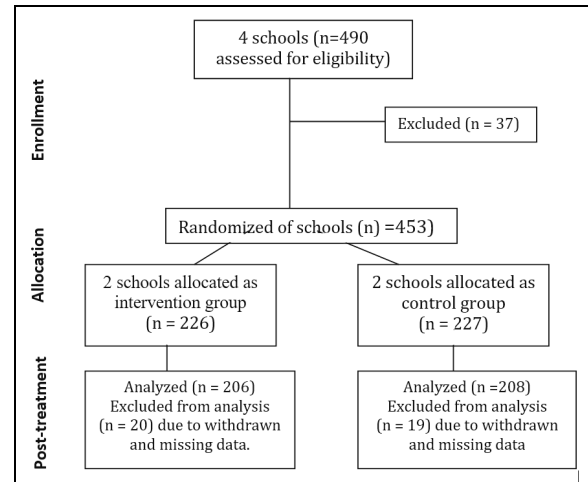 4 schools (n=490
assessed for eligibility)
Enrollment
Excluded (n = 37)
Randomized of schools (n) =453)
Allocation
2 schools allocated as
intervention group
(n = 226)
2 schools allocated as
control group
(n = 227)
Post-treatment
Analyzed (n = 206)
Excluded from analysis
(n = 20) due to withdrawn
and missing data.
Analyzed (n =208)
Excluded from analysis
(n = 19) due to withdrawn
and missing data